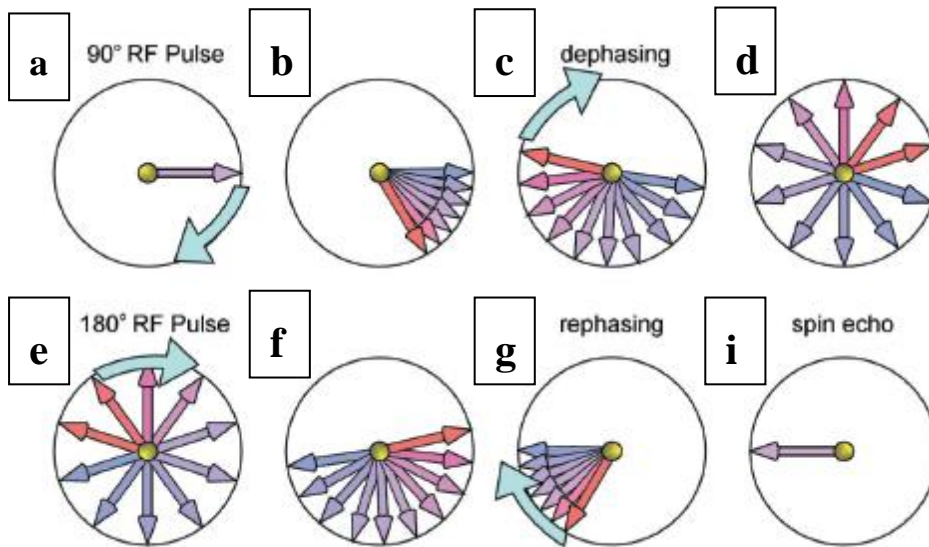 a 90° RF Pulse b c dephasing d
e 180° RF Pulse f g rephasing i spin echo